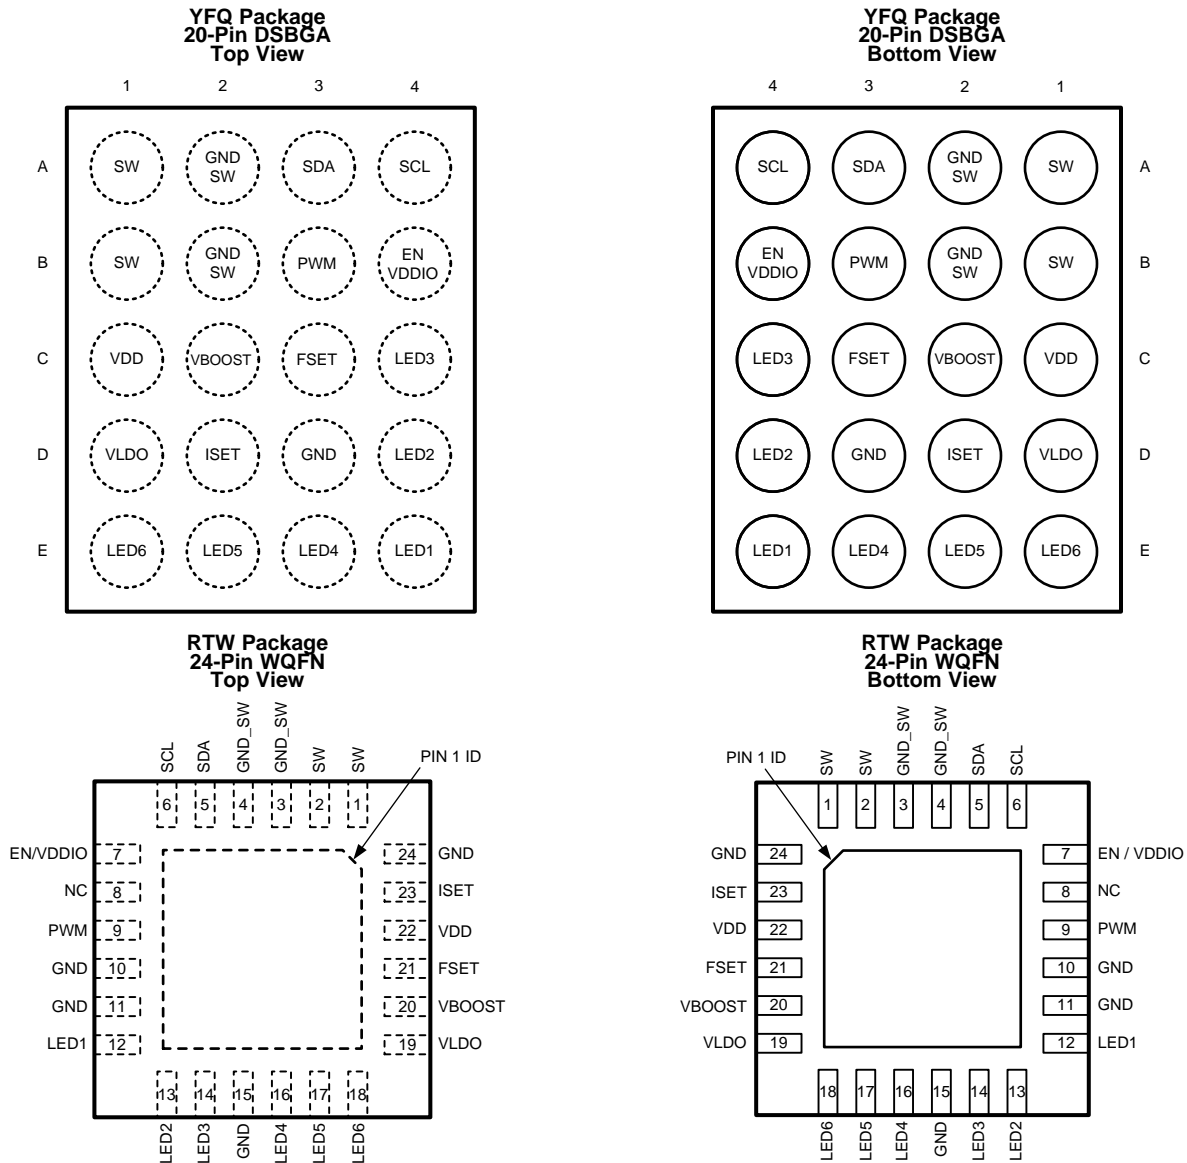 YFQ Package
20-Pin DSBGA
Top View
1 2 3 4
A SW GND SW SDA SCL
B SW GND SW PWM EN VDDIO
C VDD VBOOST FSET LED3
D VLDO ISET GND LED2
E LED6 LED5 LED4 LED1
YFQ Package
20-Pin DSBGA
Bottom View
4 3 2 1
SCL SDA GND SW SW A
EN VDDIO PWM GND SW SW B
LED3 FSET VBOOST VDD C
LED2 GND ISET VLDO D
LED1 LED4 LED5 LED6 E
RTW Package
24-Pin WQFN
Top View
SCL SDA GND_SW GND_SW SW SW
PIN 1 ID
6 5 4 3 2 1
EN/VDDIO 7 24 GND
NC 8 23 ISET
PWM 9 22 VDD
GND 10 21 FSET
GND 11 20 VBOOST
LED1 12 19 VLDO
13 14 15 16 17 18
LED2 LED3 GND LED4 LED5 LED6
RTW Package
24-Pin WQFN
Bottom View
PIN 1 ID
SW SW GND_SW GND_SW SDA SCL
1 2 3 4 5 6
GND 24 7 EN / VDDIO
ISET 23 8 NC
VDD 22 9 PWM
FSET 21 10 GND
VBOOST 20 11 GND
VLDO 19 12 LED1
18 17 16 15 14 13
LED6 LED5 LED4 GND LED3 LED2